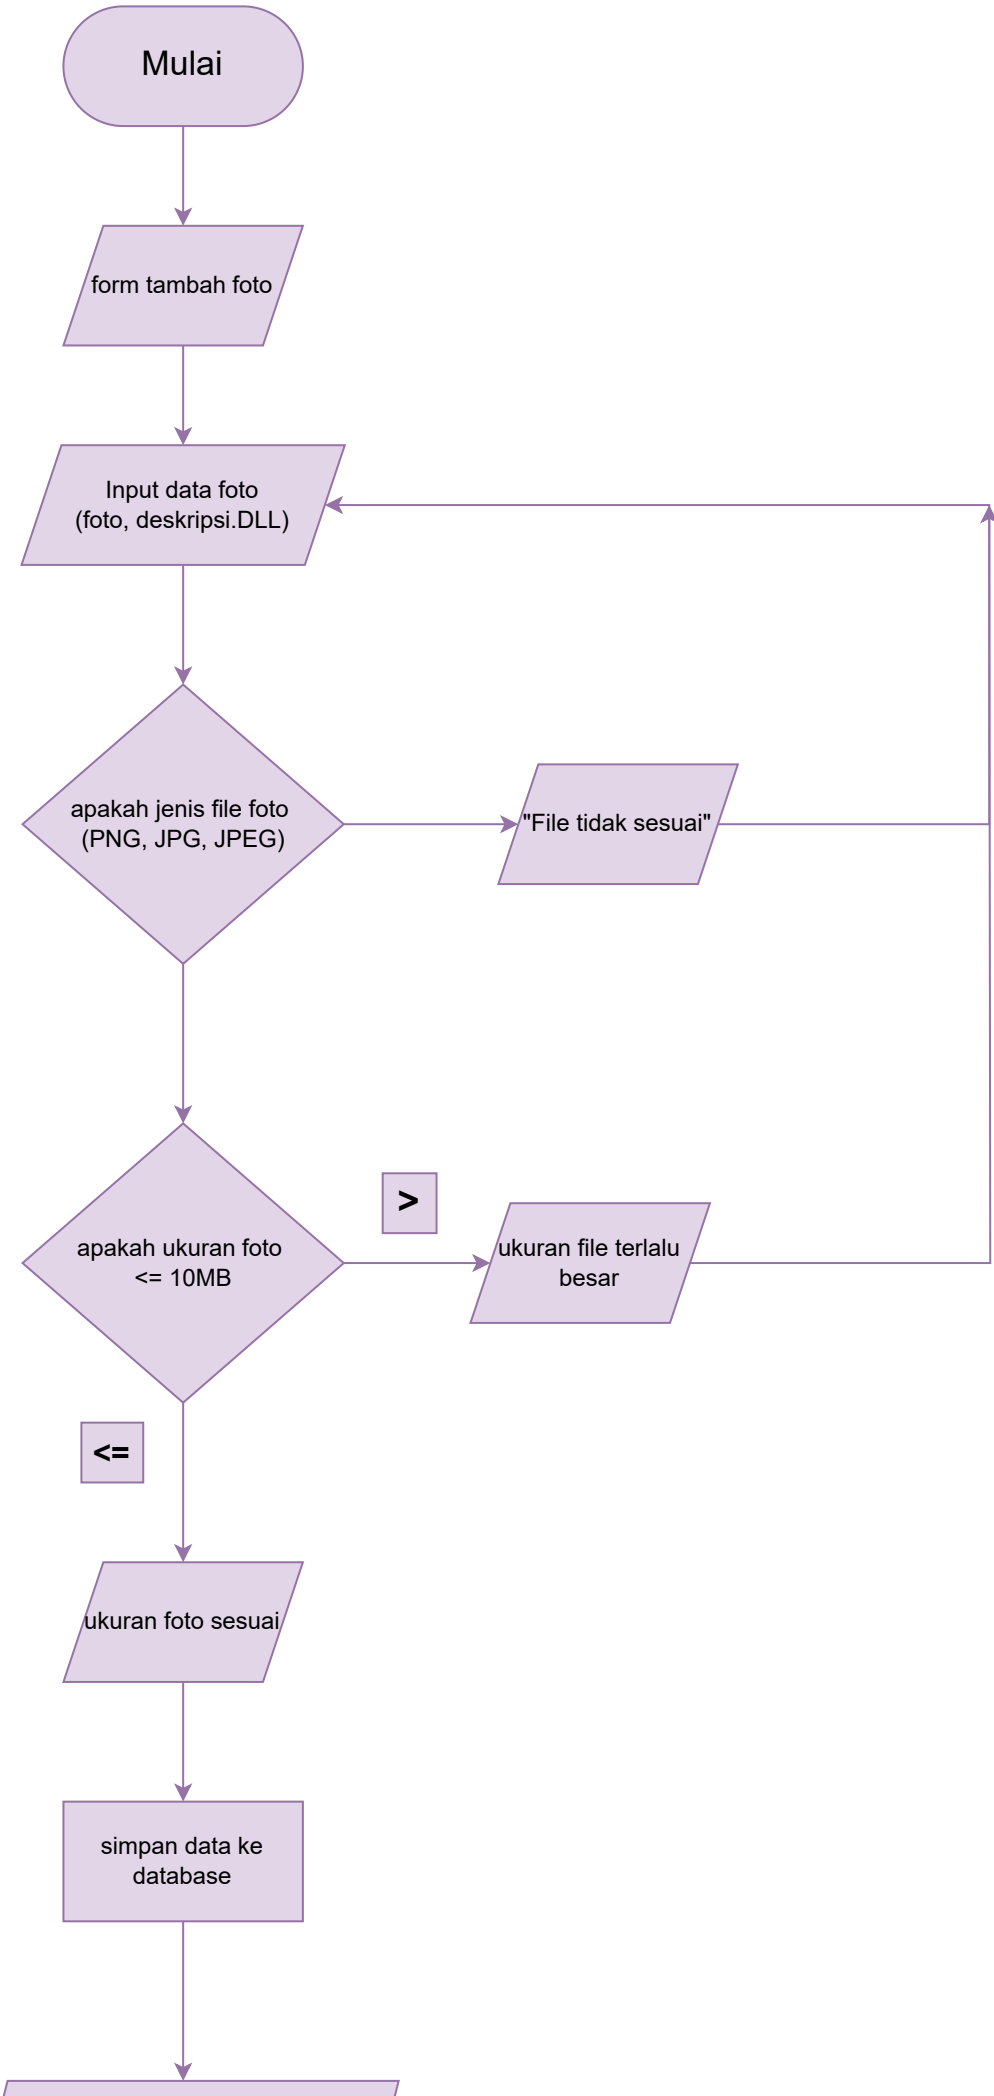 Mulai
form tambah foto
Input data foto
(foto, deskripsi.DLL)
apakah jenis file foto
(PNG, JPG, JPEG)
"File tidak sesuai"
apakah ukuran foto
<= 10MB
>
ukuran file terlalu
besar
<=
ukuran foto sesuai
simpan data ke
database